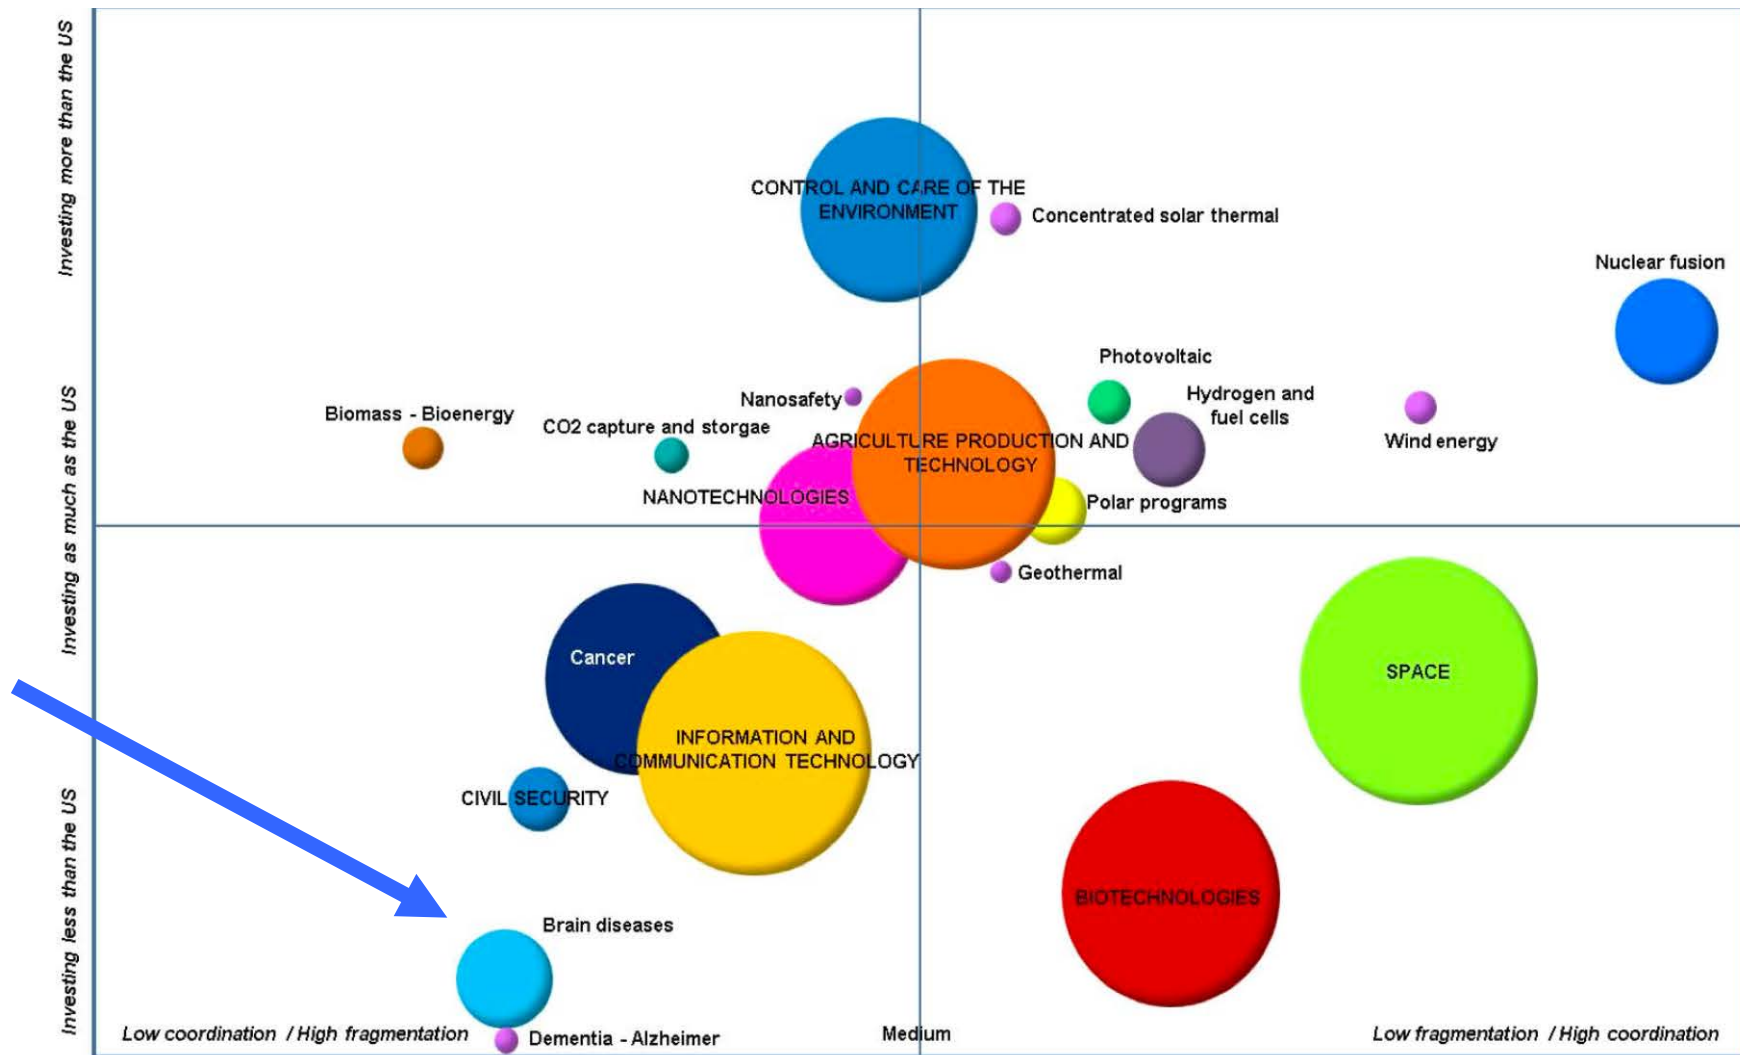 Investing more than the US
Investing as much as the US
Investing less than the US
CONTROL AND CARE OF THE
ENVIRONMENT
Concentrated solar thermal
Nuclear fusion
Photovoltaic
Nanosafety
Hydrogen and
fuel cells
Biomass - Bioenergy
CO2 capture and storgae
AGRICULTURE PRODUCTION AND
TECHNOLOGY
Wind energy
NANOTECHNOLOGIES
Polar programs
Geothermal
Cancer
SPACE
INFORMATION AND
COMMUNICATION TECHNOLOGY
CIVIL SECURITY
BIOTECHNOLOGIES
Brain diseases
Low coordination / High fragmentation
Dementia - Alzheimer
Medium
Low fragmentation / High coordination